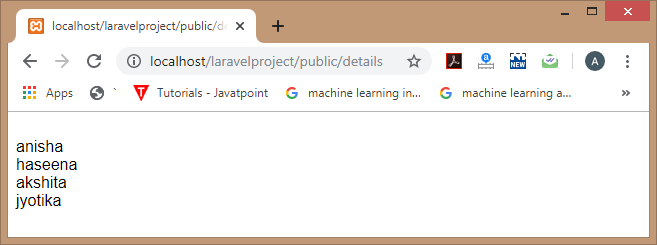 localhost/laravelproject/public/de
localhost/laravelproject/public/details
NEW
A
Apps
`
Tutorials - Javatpoint
machine learning in...
machine learning a...
anisha
haseena
akshita
jyotika